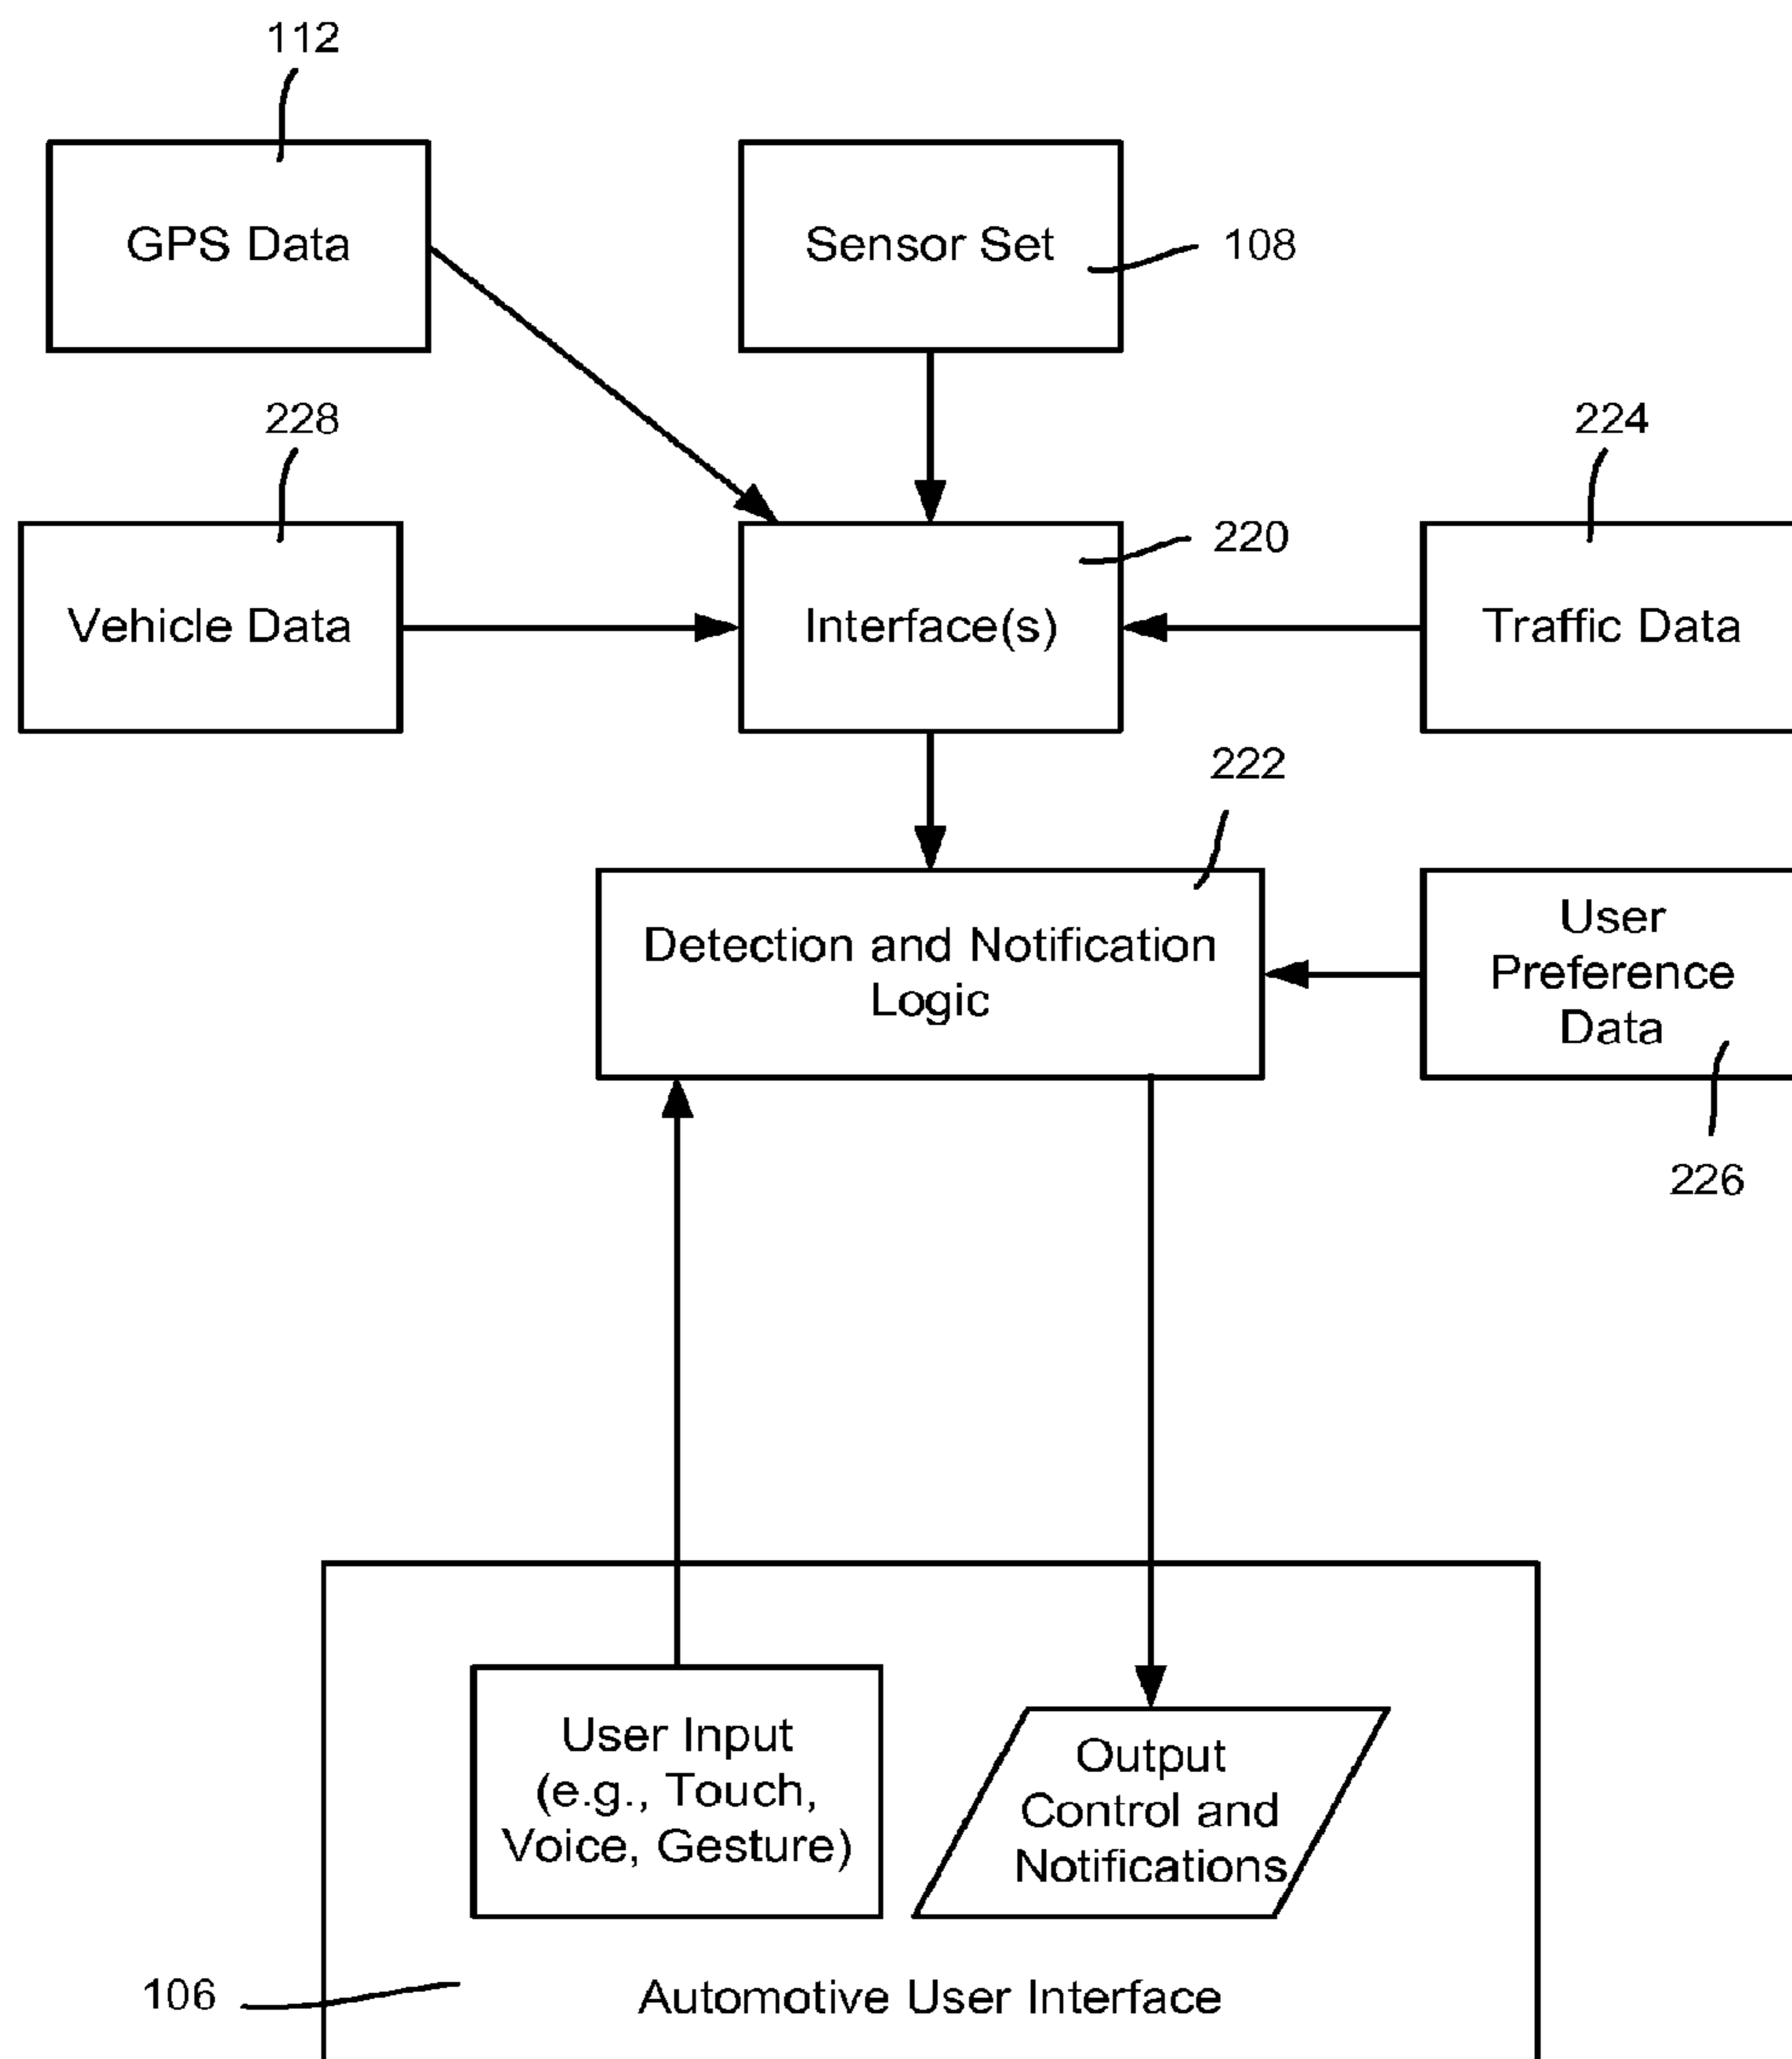 112
GPS Data
Sensor Set
108
228
224
220
Vehicle Data
Interface(s)
Traffic Data
222
Detection and Notification
Logic
User
Preference
Data
226
User Input
(e.g., Touch,
Voice, Gesture)
Output
Control and
Notifications
106
Automotive User Interface